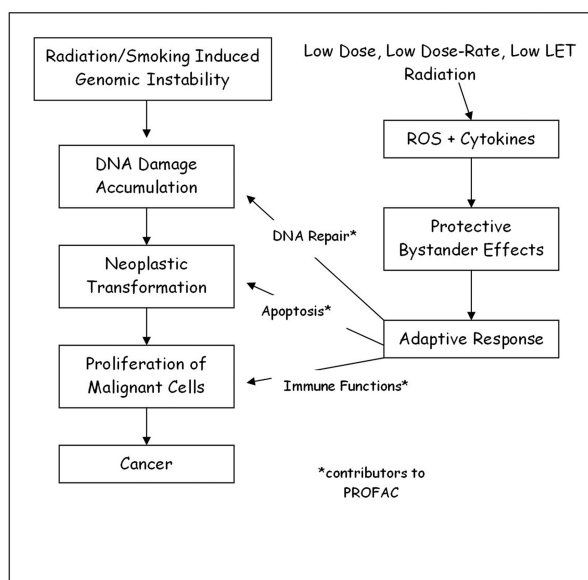 Radiation/Smoking Induced
Genomic Instability
DNA Damage
Accumulation
Neoplastic
Transformation
Proliferation of
Malignant Cells
Cancer
Low Dose, Low Dose-Rate, Low LET
Radiation
ROS + Cytokines
Protective
Bystander Effects
Adaptive Response
DNA Repair*
Apoptosis*
Immune Functions*
*contributors to
PROFAC